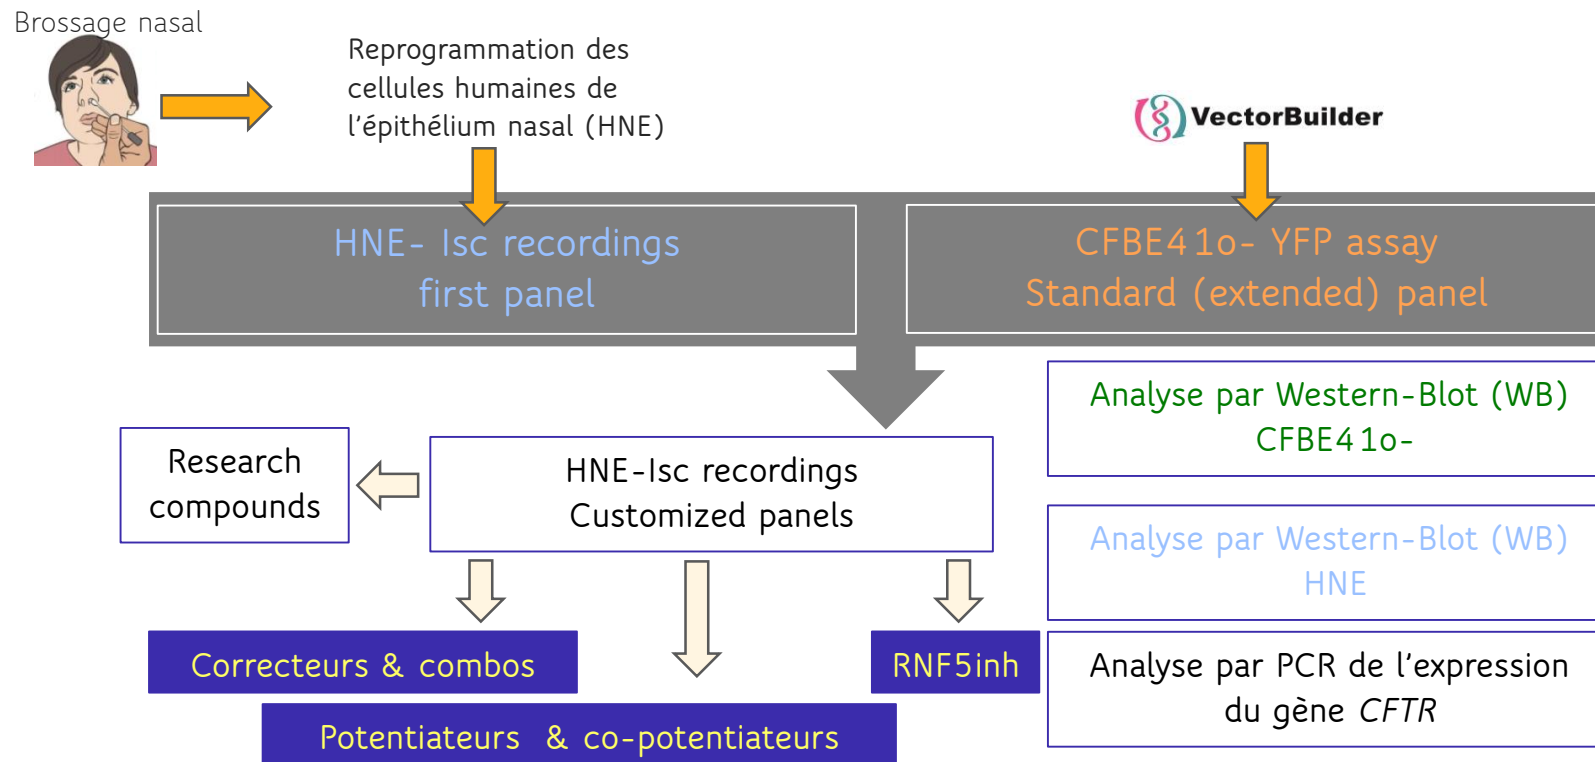 Brossage nasal
Reprogrammation des
cellules humaines de
l'épithélium nasal (HNE)
VectorBuilder
HNE- Isc recordings
first panel
CFBE41o- YFP assay
Standard (extended) panel
Analyse par Western-Blot (WB)
CFBE41o-
Research
compounds
HNE-Isc recordings
Customized panels
Analyse par Western-Blot (WB)
HNE
Correcteurs & combos
RNF5inh
Analyse par PCR de l'expression
du gène CFTR
Potentiateurs & co-potentiateurs